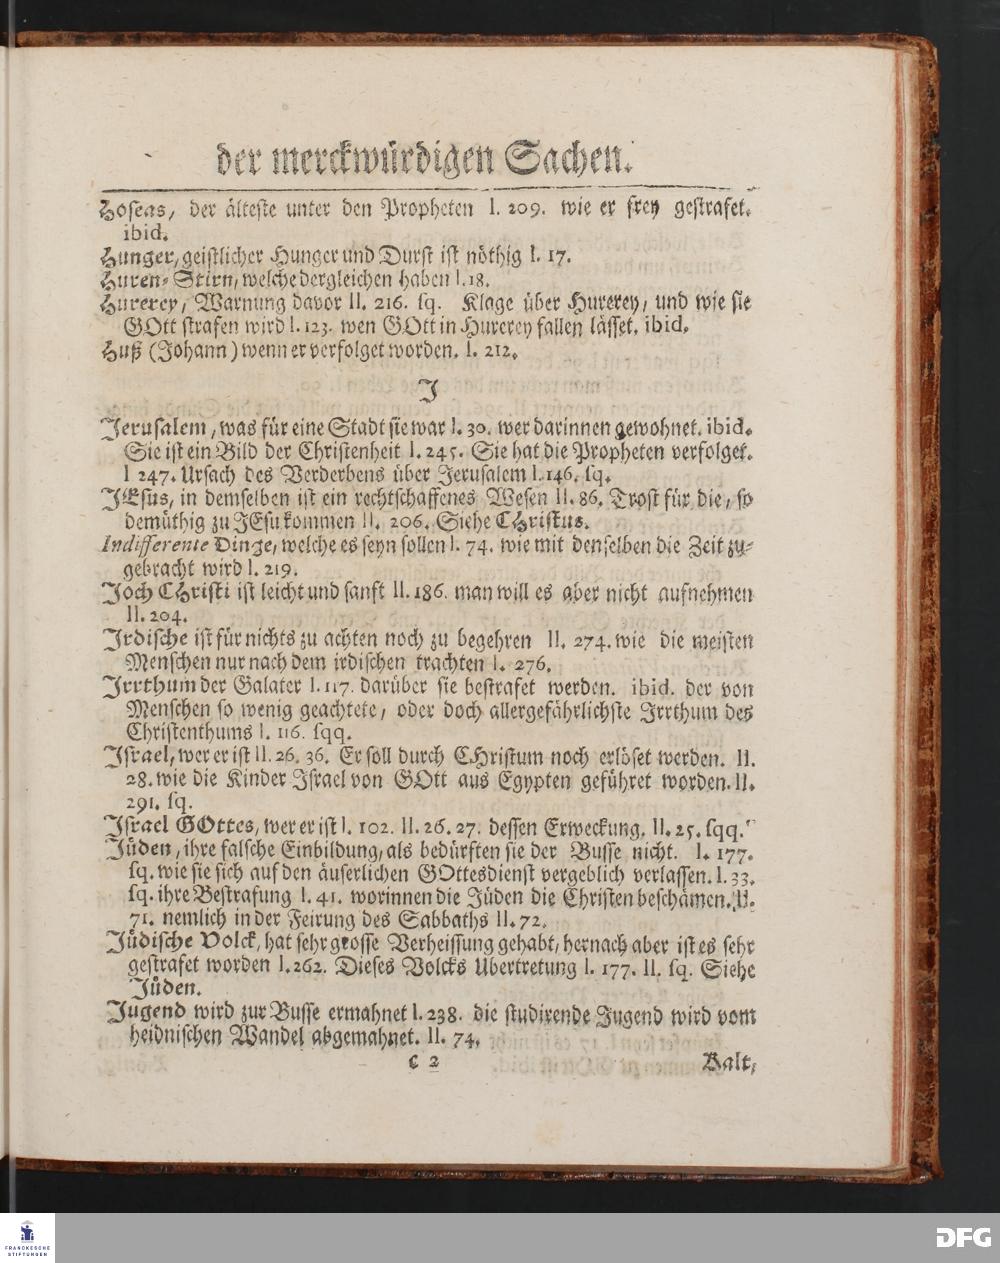 der merckwürdigen Sachen.
Hoseas, der älteste unter den Propheten I. 209. wie er frey gestrafet.
ibid.
Hunger, geistlicher Hunger und Durst ist nöthig I. 17.
Huren-Stirn, welche dergleichen haben I. 18.
Hurerey, Warnung davor II. 216. sq. Klage über Hurerey, und wie sie
GOtt strafen wird I. 123. wen GOtt in Hurerey fallen lässet. ibid.
Huß (Johann) wenn er verfolget worden. I. 212.
J
Jerusalem, was für eine Stadt sie war I. 30. wer darinnen gewohnet. ibid.
Sie ist ein Bild der Christenheit I. 245. Sie hat die Propheten verfolget.
I 247. Ursach des Verderbens über Jerusalem I. 146. sq.
JEsus, in demselben ist ein rechtschaffenes Wesen II. 86. Trost für die, so
demüthig zu JEsu kommen II. 206. Siehe CHristus.
Indifferente Dinge, welche es seyn sollen I. 74. wie mit denselben die Zeit zu-
gebracht wird I. 219.
Joch CHristi ist leicht und sanft II. 186. man will es aber nicht aufnehmen
II. 204.
Irdische ist für nichts zu achten noch zu begehren II. 274. wie die meisten
Menschen nur nach dem irdischen trachten I. 276.
Irrthum der Galater I. 117. darüber sie bestrafet werden. ibid. der von
Menschen so wenig geachtete, oder doch allergefährlichste Irrthum des
Christenthums I. 116. sqq.
Israel, wer er ist II. 26. 36. Er soll durch CHristum noch erlöset werden. II.
28. wie die Kinder Israel von GOtt aus Egypten geführet worden. II.
291. sq.
Israel GOttes, wer er ist I. 102. II. 26. 27. dessen Erweckung. II. 25. sqq.
Jüden, ihre falsche Einbildung, als bedürften sie der Busse nicht. I. 177.
sq. wie sie sich auf den äuserlichen GOttesdienst vergeblich verlassen. I. 33.
sq. ihre Bestrafung I. 41. worinnen die Jüden die Christen beschämen. II.
71. nemlich in der Feirung des Sabbaths II. 72.
Jüdische Volck, hat sehr grosse Verheissung gehabt, hernach aber ist es sehr
gestrafet worden I. 262. Dieses Volcks Ubertretung I. 177. II. sq. Siehe
Jüden.
Jugend wird zur Busse ermahnet I. 238. die studirende Jugend wird vom
heidnischen Wandel abgemahnet. II. 74.
c 2 Kalt,
FRANCKESCHE
STIFTUNGEN
DFG